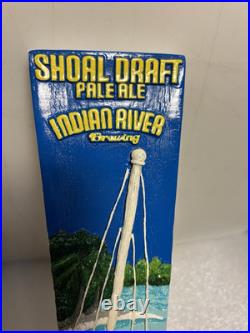 SHOAL DRAFT
PALE ALE
INDIAN RIVER
Brewing